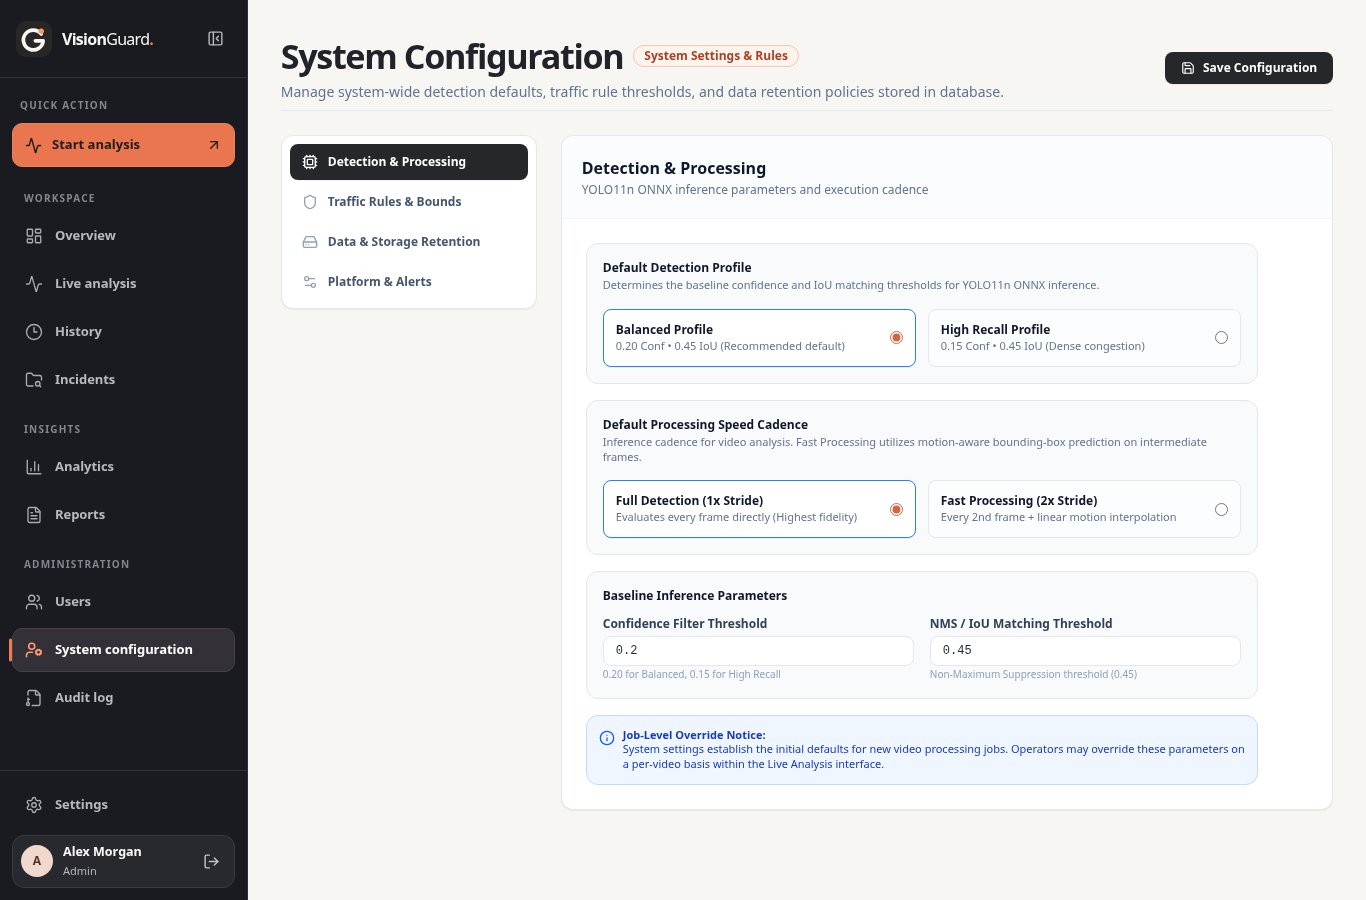 VisionGuard.
QUICK ACTION
Start analysis
WORKSPACE
Overview
Live analysis
History
Incidents
INSIGHTS
Analytics
Reports
ADMINISTRATION
Users
System configuration
Audit log
Settings
A
Alex Morgan
Admin
System Configuration
System Settings & Rules
Manage system-wide detection defaults, traffic rule thresholds, and data retention policies stored in database.
Save Configuration
Detection & Processing
Traffic Rules & Bounds
Data & Storage Retention
Platform & Alerts
Detection & Processing
YOLO11n ONNX inference parameters and execution cadence
Default Detection Profile
Determines the baseline confidence and IoU matching thresholds for YOLO11n ONNX inference.
Balanced Profile
0.20 Conf • 0.45 IoU (Recommended default)
High Recall Profile
0.15 Conf • 0.45 IoU (Dense congestion)
Default Processing Speed Cadence
Inference cadence for video analysis. Fast Processing utilizes motion-aware bounding-box prediction on intermediate
frames.
Full Detection (1x Stride)
Evaluates every frame directly (Highest fidelity)
Fast Processing (2x Stride)
Every 2nd frame + linear motion interpolation
Baseline Inference Parameters
Confidence Filter Threshold
0.2
0.20 for Balanced, 0.15 for High Recall
NMS / IoU Matching Threshold
0.45
Non-Maximum Suppression threshold (0.45)
Job-Level Override Notice:
System settings establish the initial defaults for new video processing jobs. Operators may override these parameters on
a per-video basis within the Live Analysis interface.